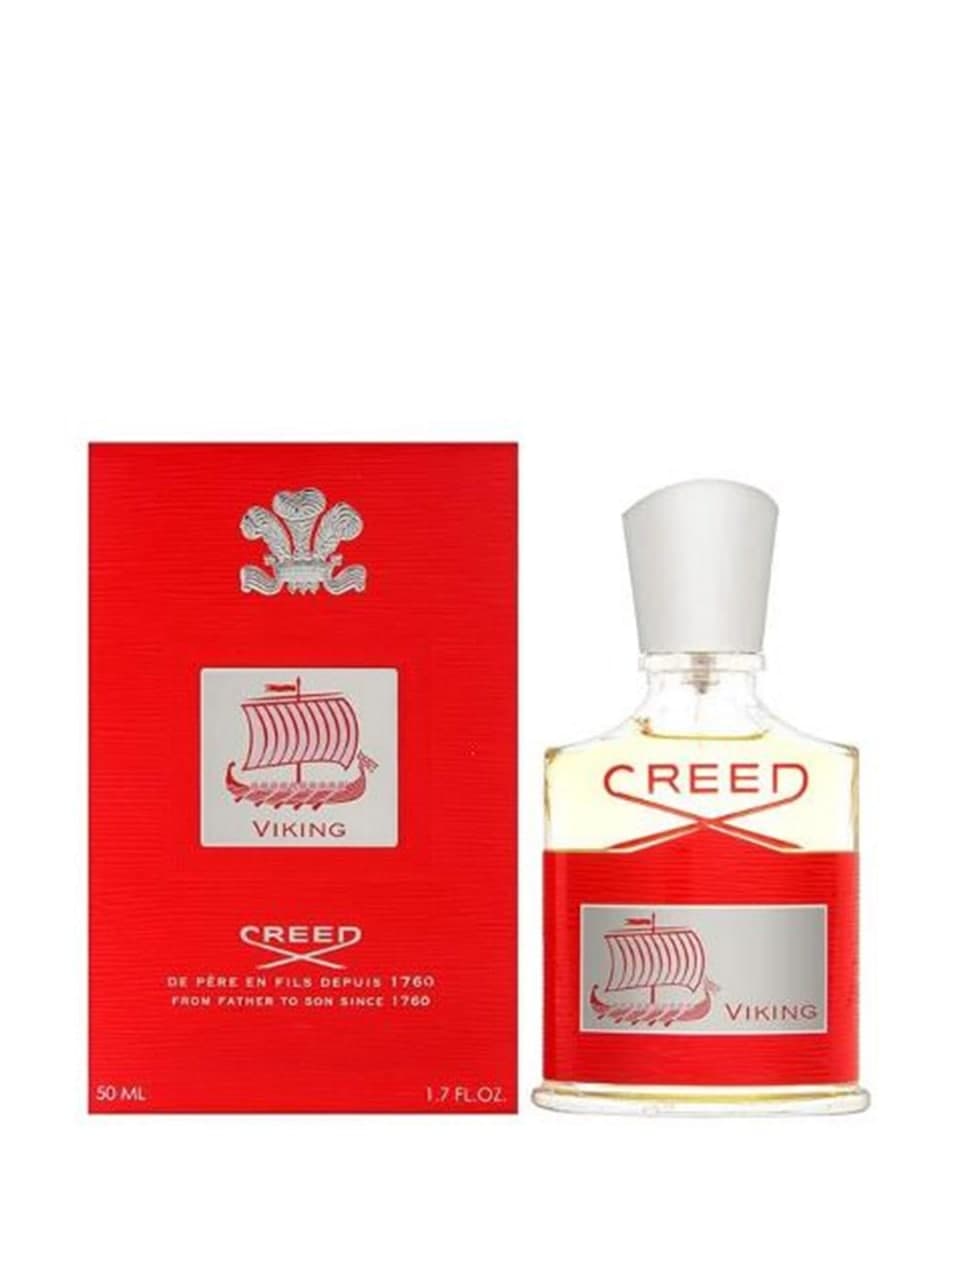 VIKING
CREED
DE PÈRE EN FILS DEPUIS 1760
FROM FATHER TO SON SINCE 1760
50 ML
1.7 FL.OZ.
CREED
VIKING